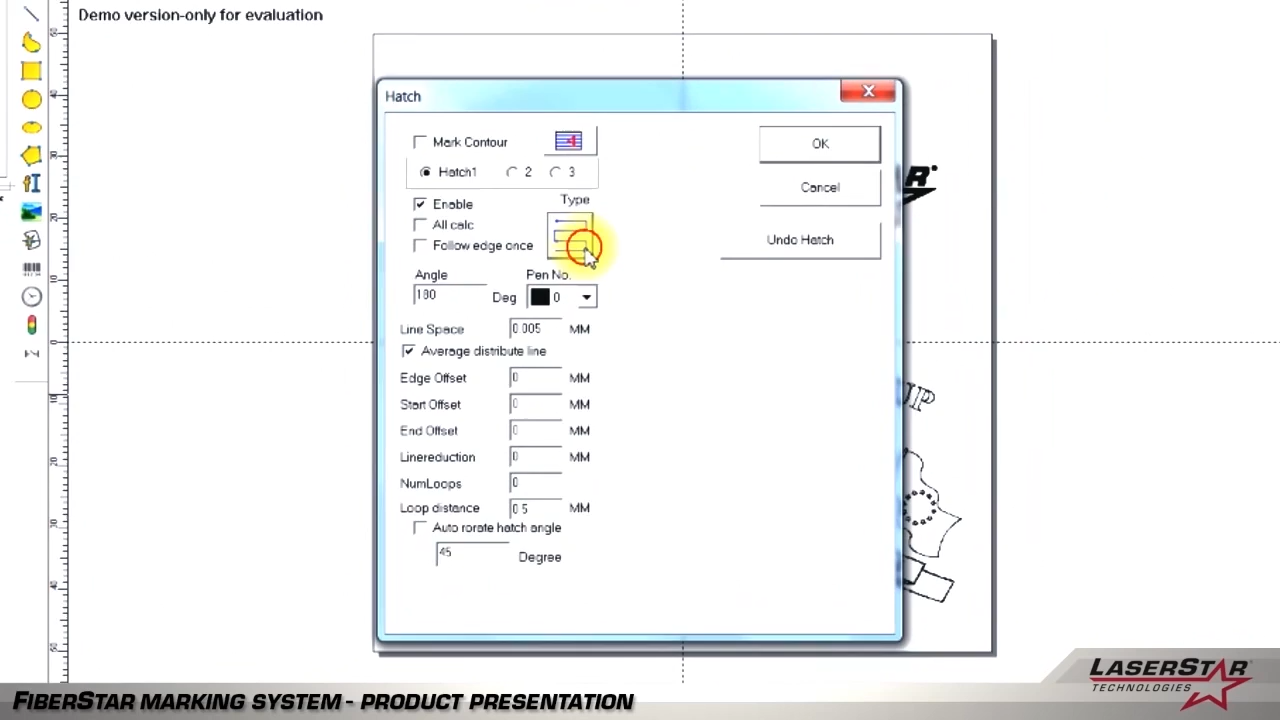 Demo version-only for evaluation
Hatch
Mark Contour
OK
Hatch1 2 3
Cancel
Enable
Type
All calc
Follow edge once
Undo Hatch
Angle
Pen No.
180 Deg 0
Line Space 0.005 MM
Average distribute line
Edge Offset 0 MM
Start Offset 0 MM
End Offset 0 MM
Linereduction 0 MM
NumLoops 0
Loop distance 0.5 MM
Auto rorate hatch angle
45 Degree
R
UP
LASERSTAR
TECHNOLOGIES
FIBERSTAR MARKING SYSTEM - PRODUCT PRESENTATION